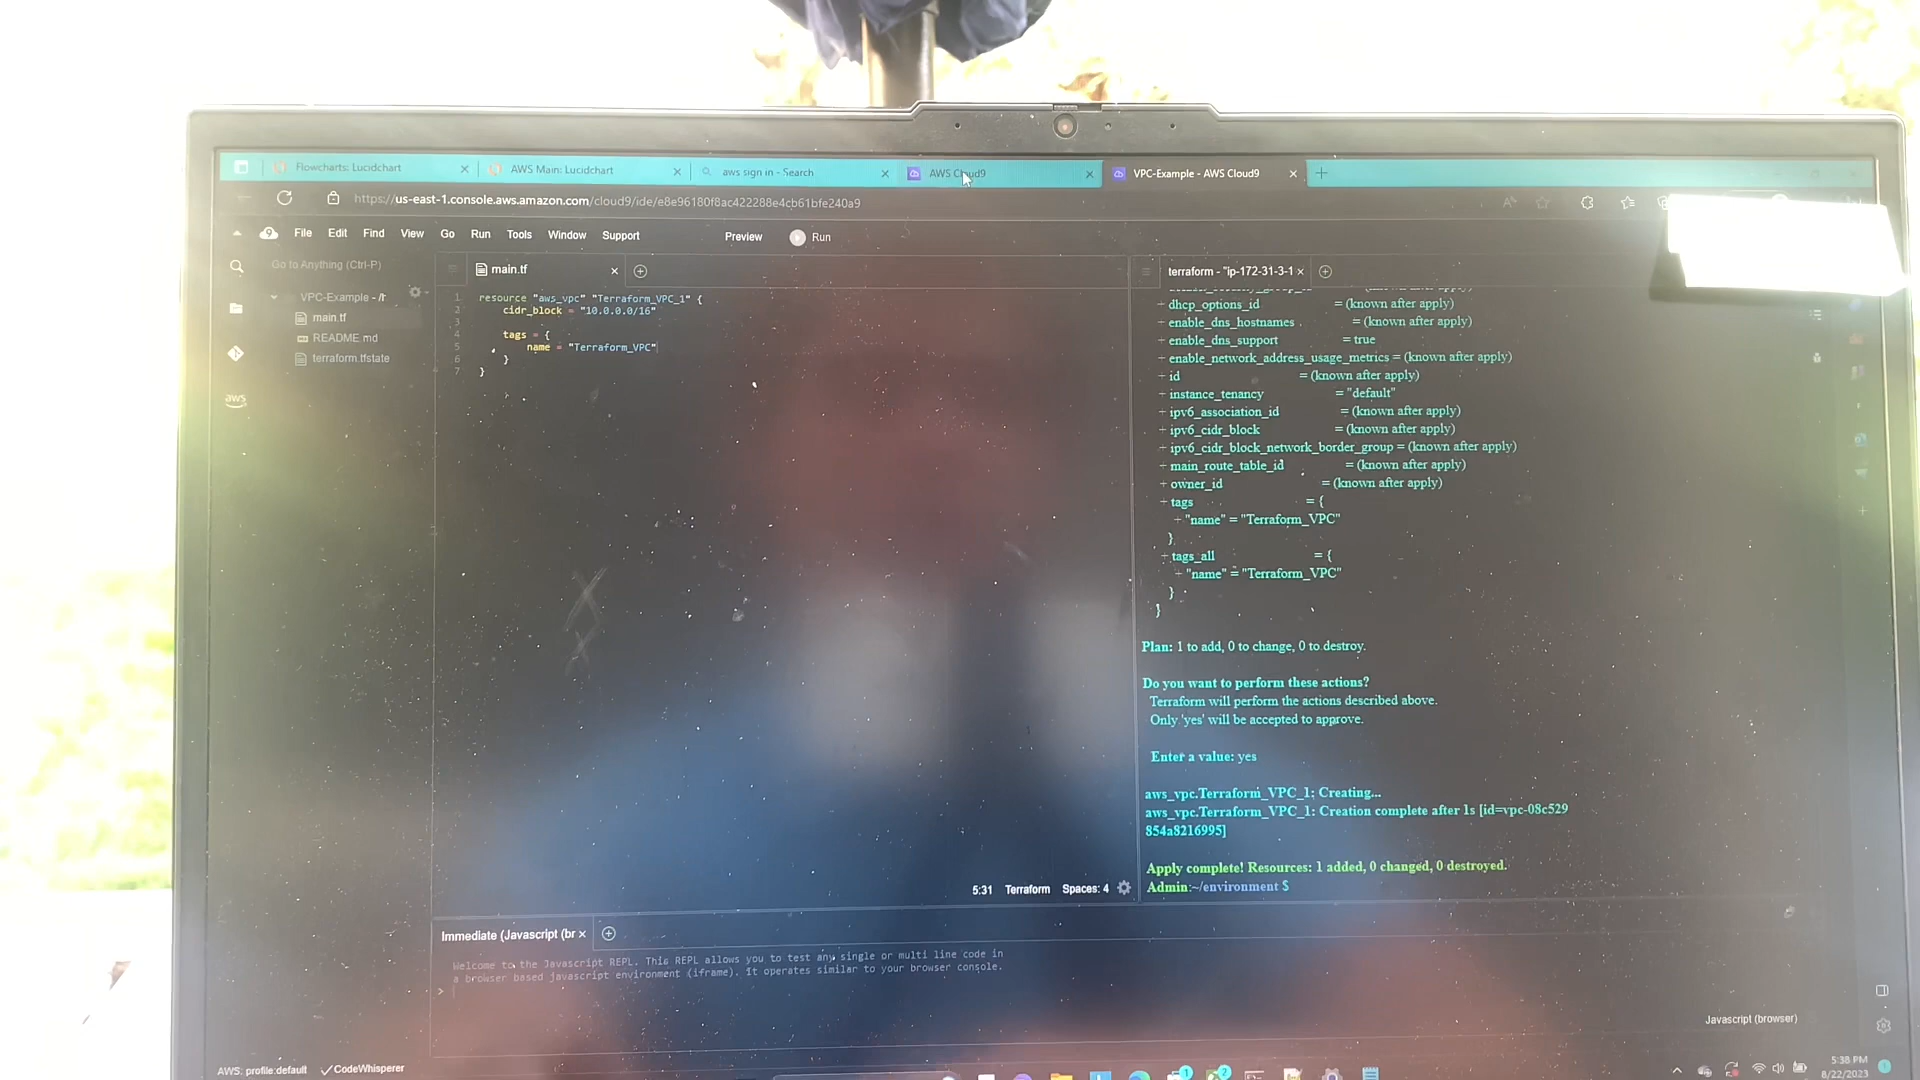 Flowcharts: Lucidchart
AWS Main: Lucidchart
aws sign in - Search
AWS Cloud9
VPC-Example - AWS Cloud9
https://us-east-1.console.aws.amazon.com/cloud9/ide/e8e96180f8ac422288e4cb61bfe240a9
File Edit Find View Go Run Tools Window Support Preview Run
Go to Anything (Ctrl-P)
VPC-Example - /h
main.tf
README md
terraform.tfstate
aws
main.tf
1 resource "aws_vpc" "Terraform_VPC_1" {
2 cidr_block = "10.0.0.0/16"
3
4 tags = {
5 name = "Terraform_VPC"
6 }
7 }
5:31 Terraform Spaces: 4
terraform - "ip-172-31-3-1
+ dhcp_options_id = (known after apply)
+ enable_dns_hostnames = (known after apply)
+ enable_dns_support = true
+ enable_network_address_usage_metrics = (known after apply)
+ id = (known after apply)
+ instance_tenancy = "default"
+ ipv6_association_id = (known after apply)
+ ipv6_cidr_block = (known after apply)
+ ipv6_cidr_block_network_border_group = (known after apply)
+ main_route_table_id = (known after apply)
+ owner_id = (known after apply)
+ tags = {
+ "name" = "Terraform_VPC"
}
+ tags_all = {
+ "name" = "Terraform_VPC"
}
}
Plan: 1 to add, 0 to change, 0 to destroy.
Do you want to perform these actions?
Terraform will perform the actions described above.
Only 'yes' will be accepted to approve.
Enter a value: yes
aws_vpc.Terraform_VPC_1: Creating...
aws_vpc.Terraform_VPC_1: Creation complete after 1s [id=vpc-08c529
854a8216995]
Apply complete! Resources: 1 added, 0 changed, 0 destroyed.
Admin:~/environment $
Immediate (Javascript (br
Welcome to the Javascript REPL. This REPL allows you to test any single or multi line code in
a browser based javascript environment (iframe). It operates similar to your browser console.
>
Javascript (browser)
AWS: profile:default ✓CodeWhisperer
1
2
5:38 PM
8/22/2023